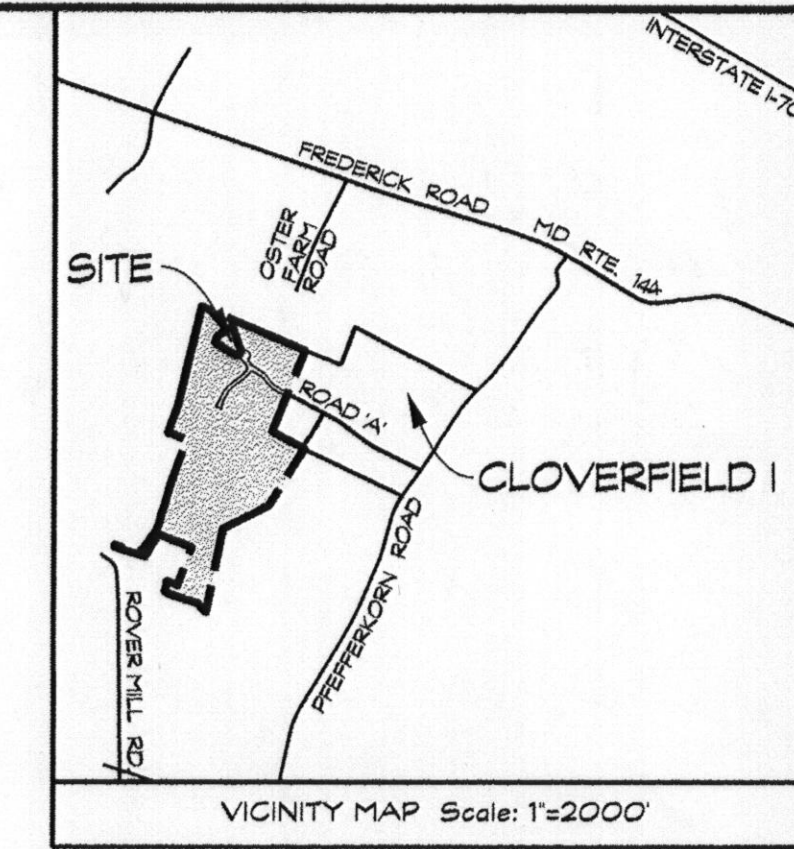 INTERSTATE I-70
FREDERICK ROAD
MD RTE. 144
OSTER
FARM
ROAD
SITE
ROAD 'A'
CLOVERFIELD I
PFEFFERKORN ROAD
ROVER MILL RD
VICINITY MAP Scale: 1"=2000'